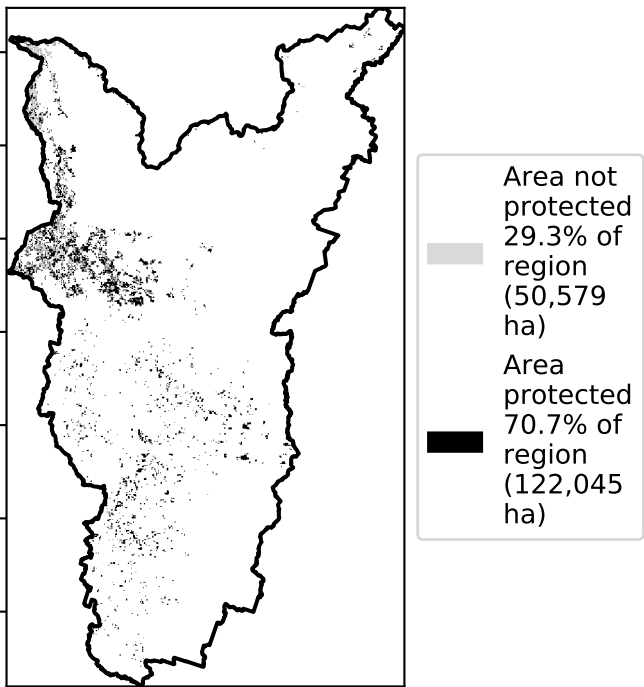 Area not
protected
29.3% of
region
(50,579
ha)
Area
protected
70.7% of
region
(122,045
ha)